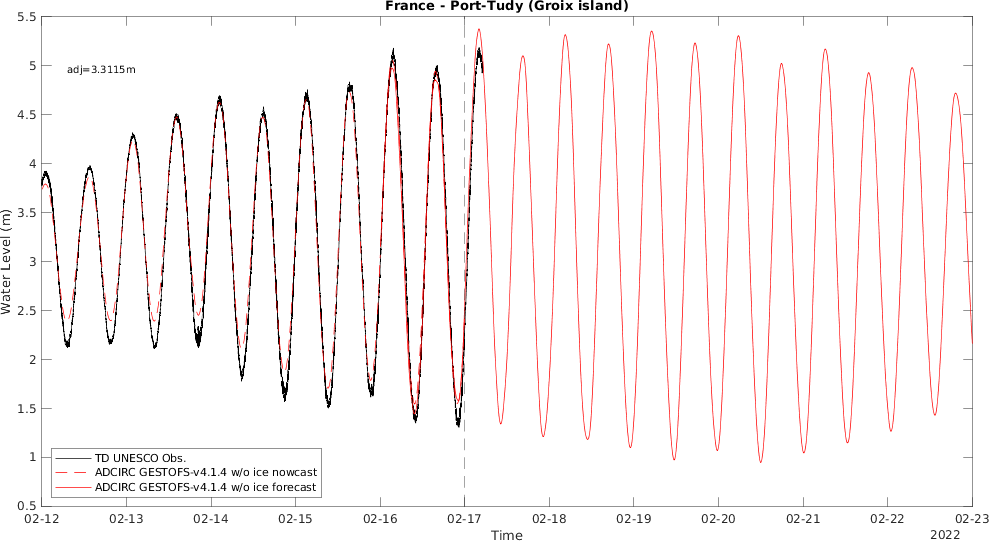 France - Port-Tudy (Groix island)
5.5
5
4.5
4
3.5
3
2.5
2
1.5
1
0.5
Water Level (m)
adj=3.3115m
TD UNESCO Obs.
ADCIRC GESTOFS-v4.1.4 w/o ice nowcast
ADCIRC GESTOFS-v4.1.4 w/o ice forecast
02-12 02-13 02-14 02-15 02-16 02-17 02-18 02-19 02-20 02-21 02-22 02-23
Time
2022